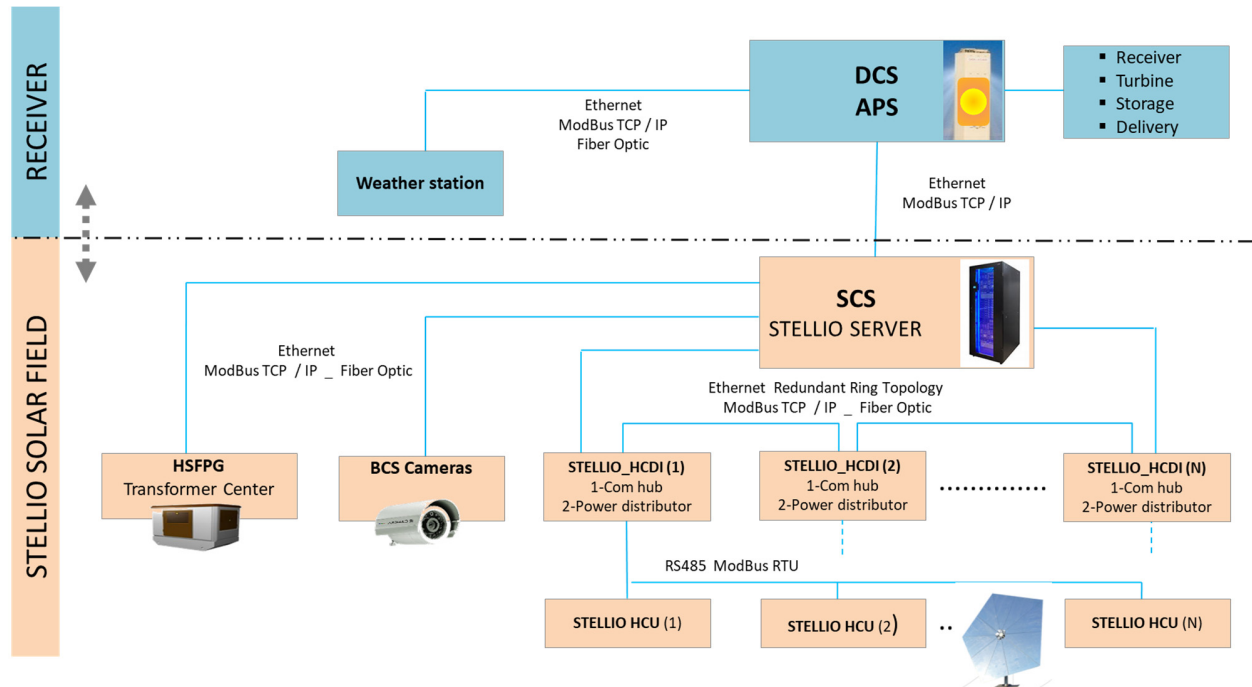 RECEIVER
DCS
APS
Receiver
Turbine
Storage
Delivery
Ethernet
ModBus TCP / IP
Fiber Optic
Weather station
Ethernet
ModBus TCP / IP
STELLIO SOLAR FIELD
SCS
STELLIO SERVER
Ethernet
ModBus TCP / IP _ Fiber Optic
Ethernet Redundant Ring Topology
ModBus TCP / IP _ Fiber Optic
HSFPG
Transformer Center
BCS Cameras
STELLIO_HCDI (1)
1-Com hub
2-Power distributor
STELLIO_HCDI (2)
1-Com hub
2-Power distributor
STELLIO_HCDI (N)
1-Com hub
2-Power distributor
RS485 ModBus RTU
STELLIO HCU (1)
STELLIO HCU (2)
STELLIO HCU (N)